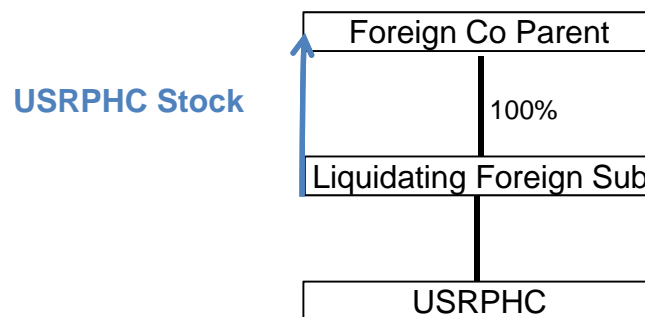 Foreign Co Parent
USRPHC Stock
100%
Liquidating Foreign Sub
USRPHC